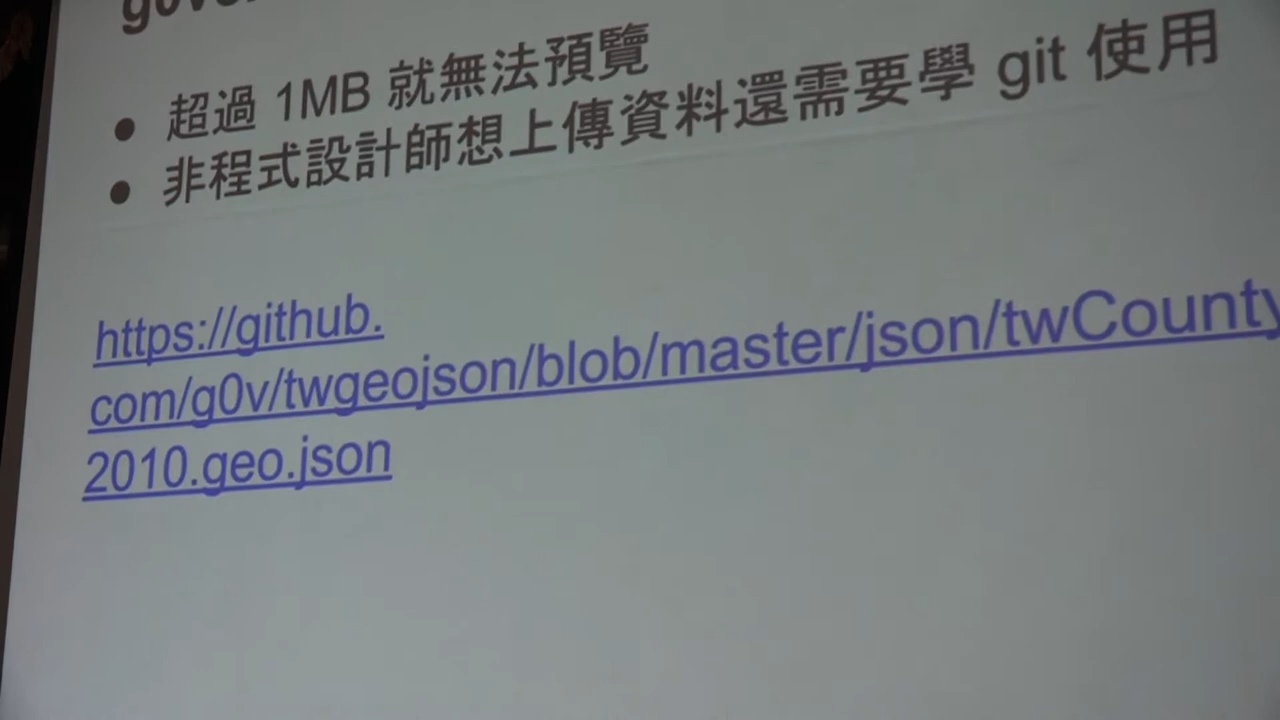 • 超過 1MB 就無法預覽
• 非程式設計師想上傳資料還需要學 git 使用
https://github.
com/g0v/twgeojson/blob/master/json/twCounty
2010.geo.json